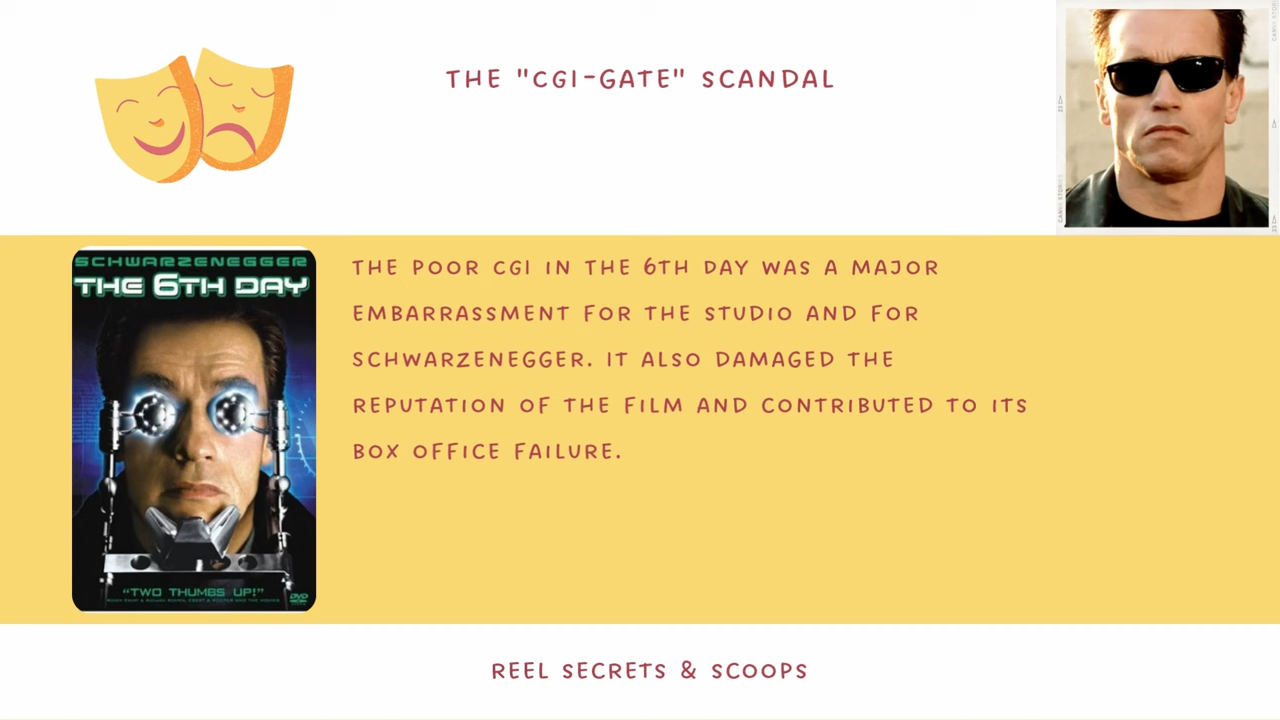 THE "CGI-GATE" SCANDAL
SCHWARZENEGGER
THE 6TH DAY
THE POOR CGI IN THE 6TH DAY WAS A MAJOR
EMBARRASSMENT FOR THE STUDIO AND FOR
SCHWARZENEGGER. IT ALSO DAMAGED THE
REPUTATION OF THE FILM AND CONTRIBUTED TO ITS
BOX OFFICE FAILURE.
"TWO THUMBS UP!"
DVD
REEL SECRETS & SCOOPS